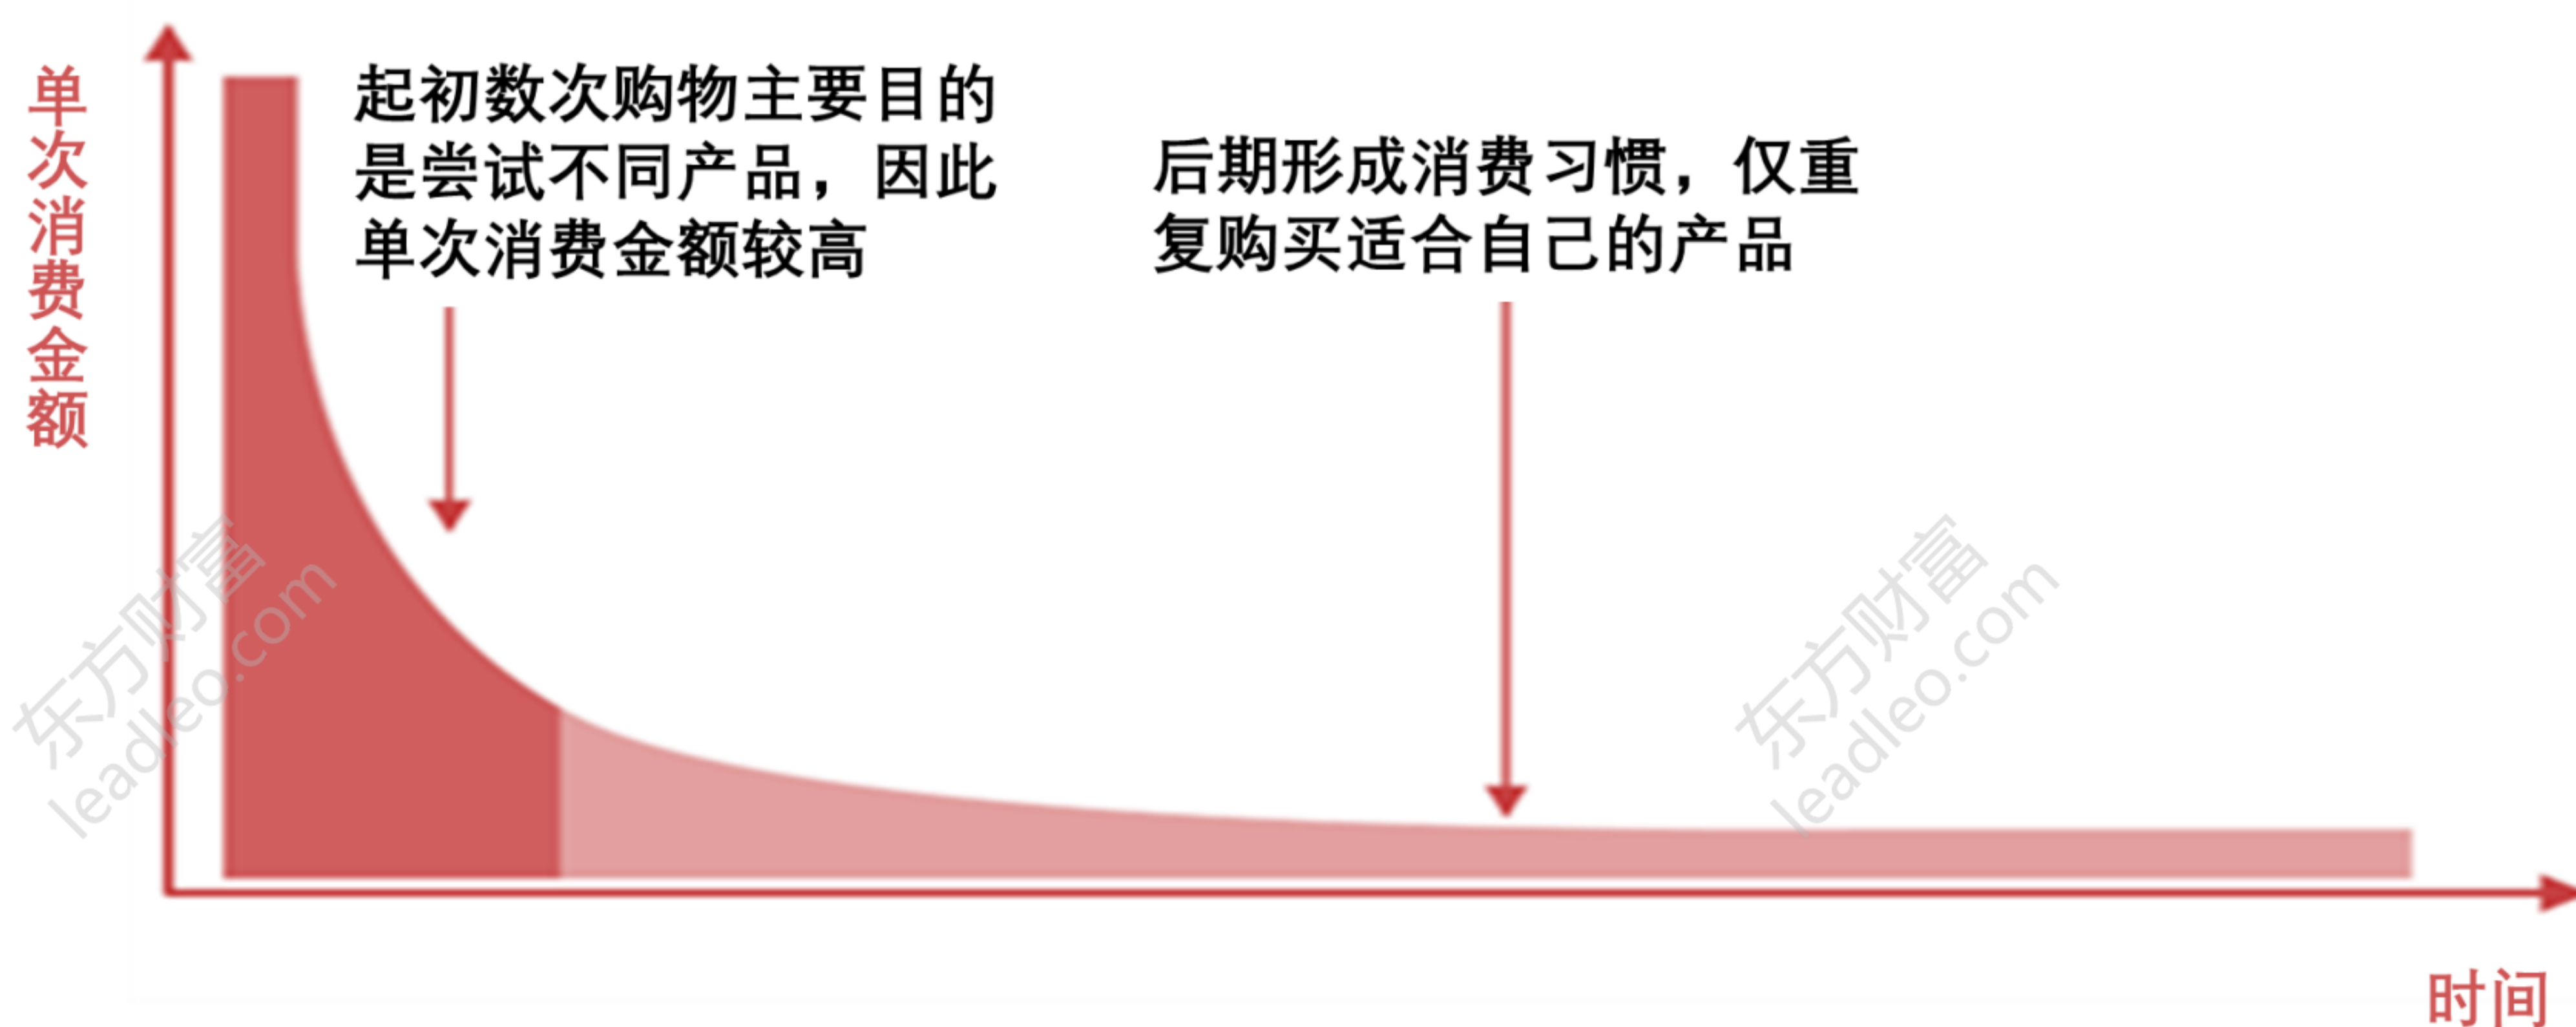 单次消费金额
起初数次购物主要目的
是尝试不同产品，因此
单次消费金额较高
后期形成消费习惯，仅重
复购买适合自己的产品
东方财富
leadleo.com
东方财富
leadleo.com
时间